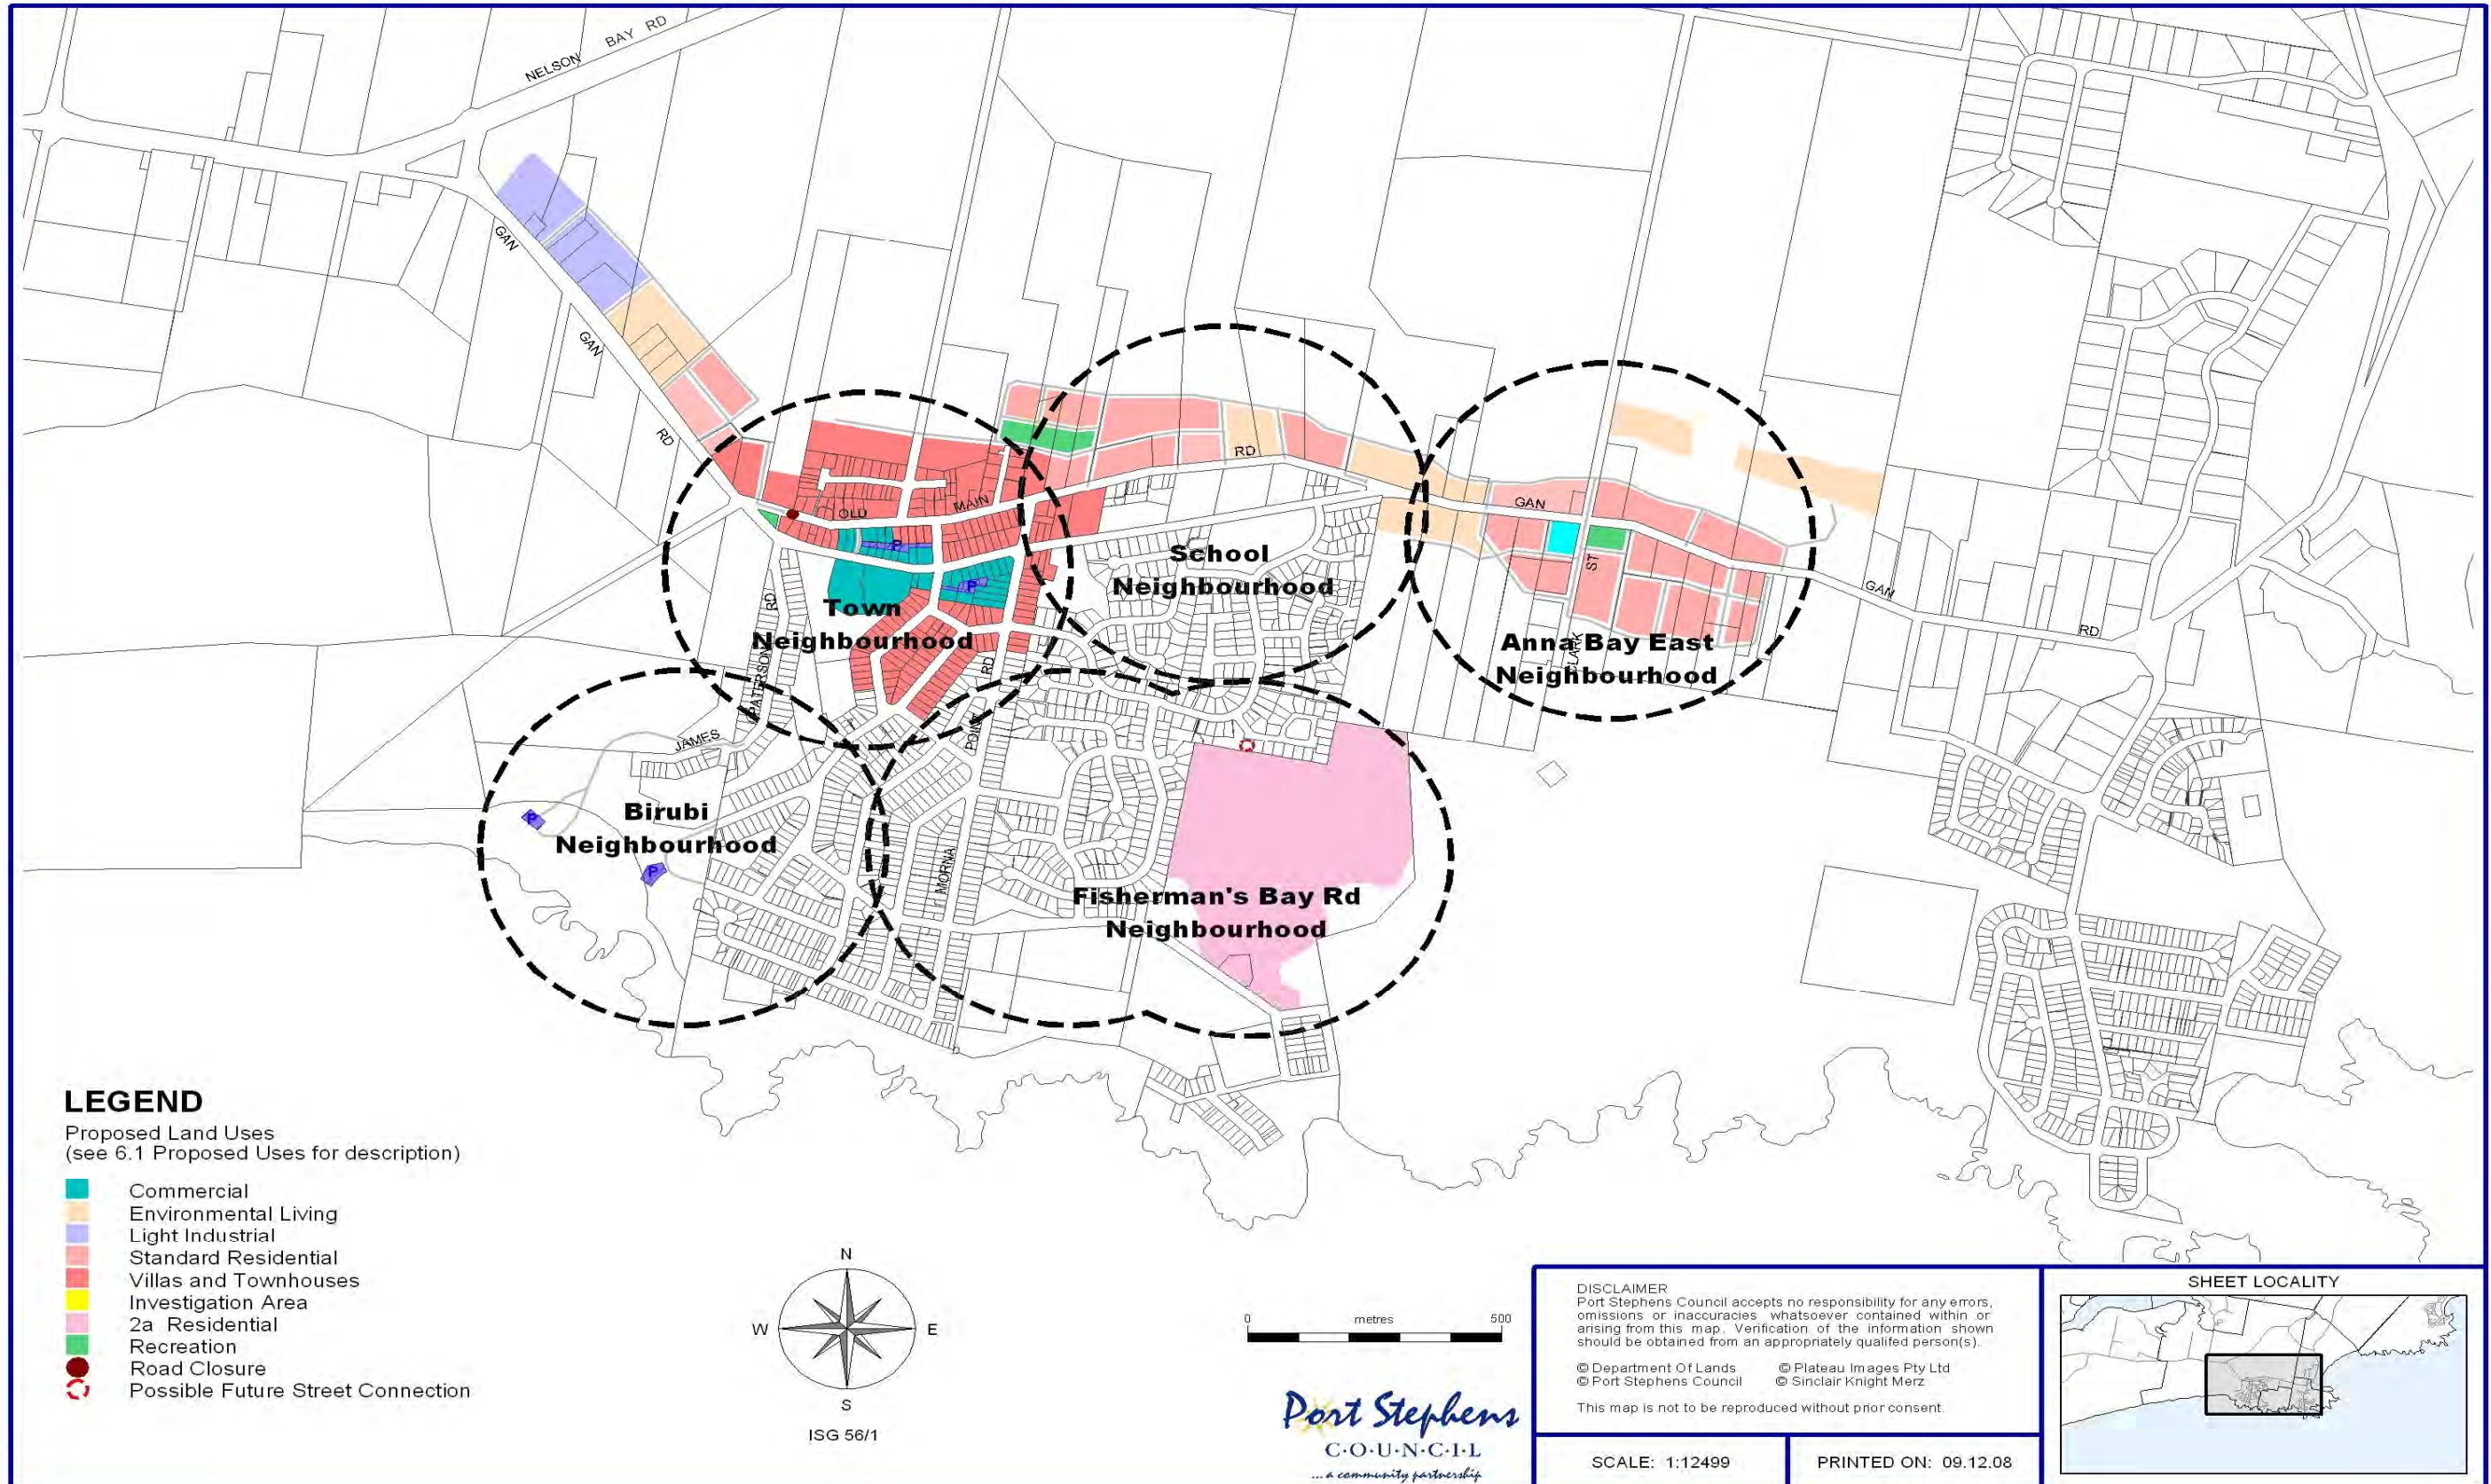 NELSON BAY RD
GAN
GAN
RD
RD
OLD MAIN
GAN
ST
CLARK
GAN
RD
P
P
School
Neighbourhood
Town
Neighbourhood
Anna Bay East
Neighbourhood
RD
PATERSON
RD
POINT
JAMES
Birubi
Neighbourhood
P
P
MORNA
Fisherman's Bay Rd
Neighbourhood
LEGEND
Proposed Land Uses
(see 6.1 Proposed Uses for description)
Commercial
Environmental Living
Light Industrial
Standard Residential
Villas and Townhouses
Investigation Area
2a Residential
Recreation
Road Closure
Possible Future Street Connection
N
W
E
S
ISG 56/1
0 metres 500
Port Stephens
C·O·U·N·C·I·L
... a community partnership
DISCLAIMER
Port Stephens Council accepts no responsibility for any errors,
omissions or inaccuracies whatsoever contained within or
arising from this map. Verification of the information shown
should be obtained from an appropriately qualifed person(s).
© Department Of Lands © Plateau Images Pty Ltd
© Port Stephens Council © Sinclair Knight Merz
This map is not to be reproduced without prior consent.
SCALE: 1:12499
PRINTED ON: 09.12.08
SHEET LOCALITY